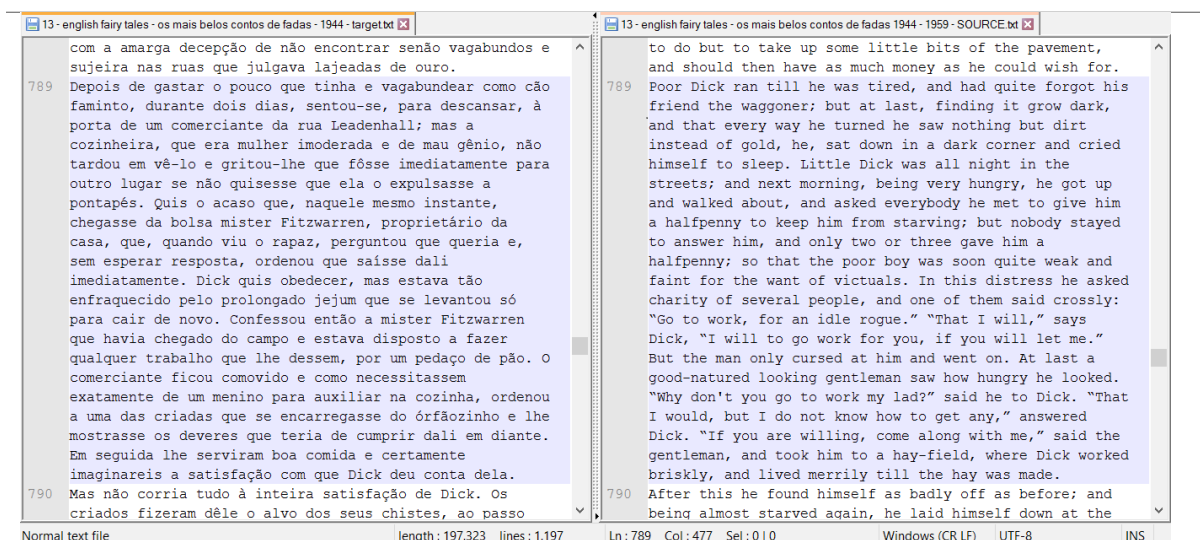 13 - english fairy tales - os mais belos contos de fadas - 1944 - target.txt
com a amarga decepção de não encontrar senão vagabundos e
sujeira nas ruas que julgava lajeadas de ouro.
789 Depois de gastar o pouco que tinha e vagabundear como cão
faminto, durante dois dias, sentou-se, para descansar, à
porta de um comerciante da rua Leadenhall; mas a
cozinheira, que era mulher imoderada e de mau gênio, não
tardou em vê-lo e gritou-lhe que fôsse imediatamente para
outro lugar se não quisesse que ela o expulsasse a
pontapés. Quis o acaso que, naquele mesmo instante,
chegasse da bolsa mister Fitzwarren, proprietário da
casa, que, quando viu o rapaz, perguntou que queria e,
sem esperar resposta, ordenou que saísse dali
imediatamente. Dick quis obedecer, mas estava tão
enfraquecido pelo prolongado jejum que se levantou só
para cair de novo. Confessou então a mister Fitzwarren
que havia chegado do campo e estava disposto a fazer
qualquer trabalho que lhe dessem, por um pedaço de pão. O
comerciante ficou comovido e como necessitassem
exatamente de um menino para auxiliar na cozinha, ordenou
a uma das criadas que se encarregasse do órfãozinho e lhe
mostrasse os deveres que teria de cumprir dali em diante.
Em seguida lhe serviram boa comida e certamente
imaginareis a satisfação com que Dick deu conta dela.
790 Mas não corria tudo à inteira satisfação de Dick. Os
criados fizeram dêle o alvo dos seus chistes, ao passo
13 - english fairy tales - os mais belos contos de fadas 1944 - 1959 - SOURCE.txt
to do but to take up some little bits of the pavement,
and should then have as much money as he could wish for.
789 Poor Dick ran till he was tired, and had quite forgot his
friend the waggoner; but at last, finding it grow dark,
and that every way he turned he saw nothing but dirt
instead of gold, he, sat down in a dark corner and cried
himself to sleep. Little Dick was all night in the
streets; and next morning, being very hungry, he got up
and walked about, and asked everybody he met to give him
a halfpenny to keep him from starving; but nobody stayed
to answer him, and only two or three gave him a
halfpenny; so that the poor boy was soon quite weak and
faint for the want of victuals. In this distress he asked
charity of several people, and one of them said crossly:
“Go to work, for an idle rogue.” “That I will,” says
Dick, “I will to go work for you, if you will let me.”
But the man only cursed at him and went on. At last a
good-natured looking gentleman saw how hungry he looked.
“Why don't you go to work my lad?” said he to Dick. “That
I would, but I do not know how to get any,” answered
Dick. “If you are willing, come along with me,” said the
gentleman, and took him to a hay-field, where Dick worked
briskly, and lived merrily till the hay was made.
790 After this he found himself as badly off as before; and
being almost starved again, he laid himself down at the
Normal text file length : 197.323 lines : 1.197 Ln : 789 Col : 477 Sel : 0 | 0 Windows (CR LF) UTF-8 INS